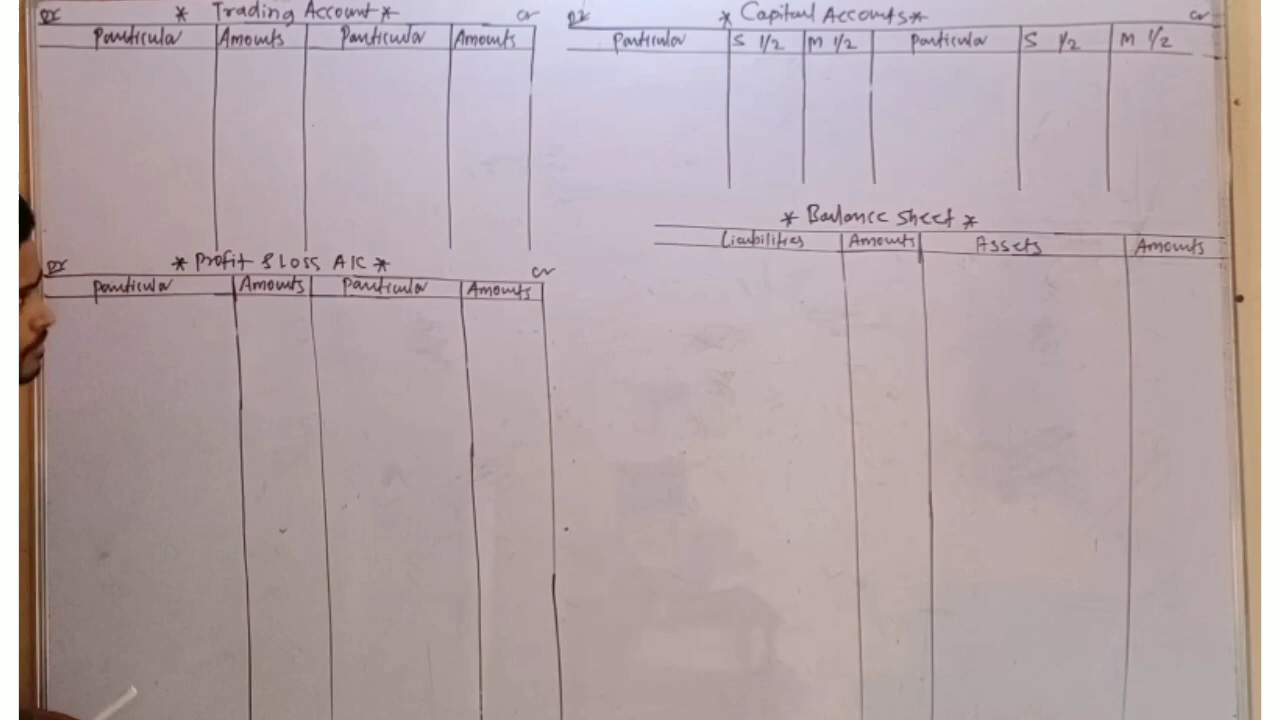 Dr * Trading Account * Cr
Particular Amounts Particular Amounts
Dr * Profit & Loss A/C * Cr
Particular Amounts Particular Amounts
Dr * Capital Accounts * Cr
Particular S 1/2 M 1/2 Particular S 1/2 M 1/2
* Balance Sheet *
Liabilities Amounts Assets Amounts